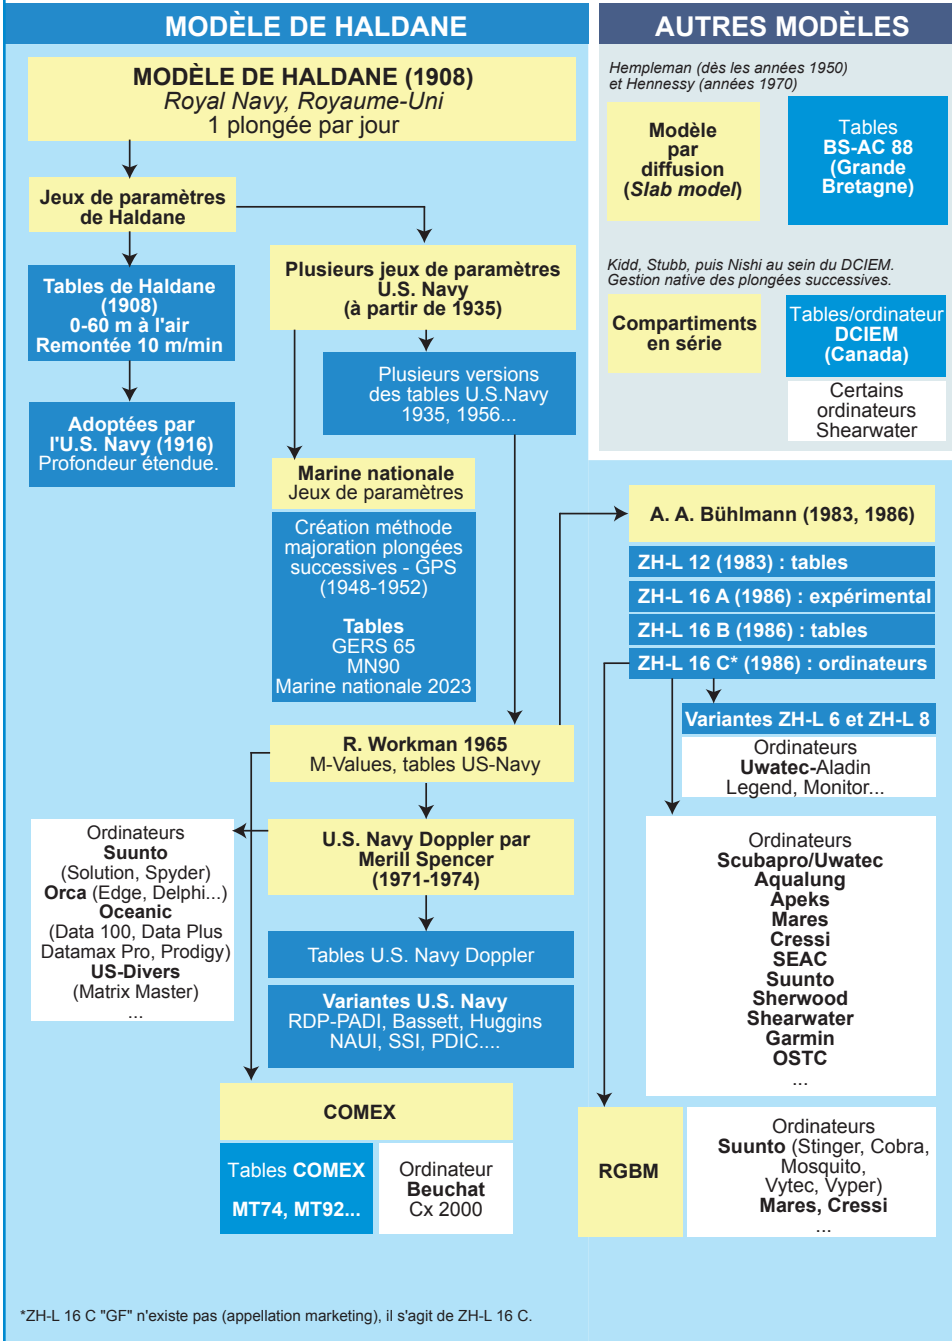 MODÈLE DE HALDANE
MODÈLE DE HALDANE (1908)
Royal Navy, Royaume-Uni
1 plongée par jour
Jeux de paramètres
de Haldane
Tables de Haldane
(1908)
0-60 m à l'air
Remontée 10 m/min
Adoptées par
l'U.S. Navy (1916)
Profondeur étendue.
Plusieurs jeux de paramètres
U.S. Navy
(à partir de 1935)
Plusieurs versions
des tables U.S.Navy
1935, 1956...
Marine nationale
Jeux de paramètres
Création méthode
majoration plongées
successives - GPS
(1948-1952)
Tables
GERS 65
MN90
Marine nationale 2023
R. Workman 1965
M-Values, tables US-Navy
Ordinateurs
Suunto
(Solution, Spyder)
Orca (Edge, Delphi...)
Oceanic
(Data 100, Data Plus
Datamax Pro, Prodigy)
US-Divers
(Matrix Master)
...
U.S. Navy Doppler par
Merill Spencer
(1971-1974)
Tables U.S. Navy Doppler
Variantes U.S. Navy
RDP-PADI, Bassett, Huggins
NAUI, SSI, PDIC....
COMEX
Tables COMEX
MT74, MT92...
Ordinateur
Beuchat
Cx 2000
AUTRES MODÈLES
Hempleman (dès les années 1950)
et Hennessy (années 1970)
Modèle
par
diffusion
(Slab model)
Tables
BS-AC 88
(Grande
Bretagne)
Kidd, Stubb, puis Nishi au sein du DCIEM.
Gestion native des plongées successives.
Compartiments
en série
Tables/ordinateur
DCIEM
(Canada)
Certains
ordinateurs
Shearwater
A. A. Bühlmann (1983, 1986)
ZH-L 12 (1983) : tables
ZH-L 16 A (1986) : expérimental
ZH-L 16 B (1986) : tables
ZH-L 16 C* (1986) : ordinateurs
Variantes ZH-L 6 et ZH-L 8
Ordinateurs
Uwatec-Aladin
Legend, Monitor...
Ordinateurs
Scubapro/Uwatec
Aqualung
Apeks
Mares
Cressi
SEAC
Suunto
Sherwood
Shearwater
Garmin
OSTC
...
RGBM
Ordinateurs
Suunto (Stinger, Cobra,
Mosquito,
Vytec, Vyper)
Mares, Cressi
...
*ZH-L 16 C "GF" n'existe pas (appellation marketing), il s'agit de ZH-L 16 C.